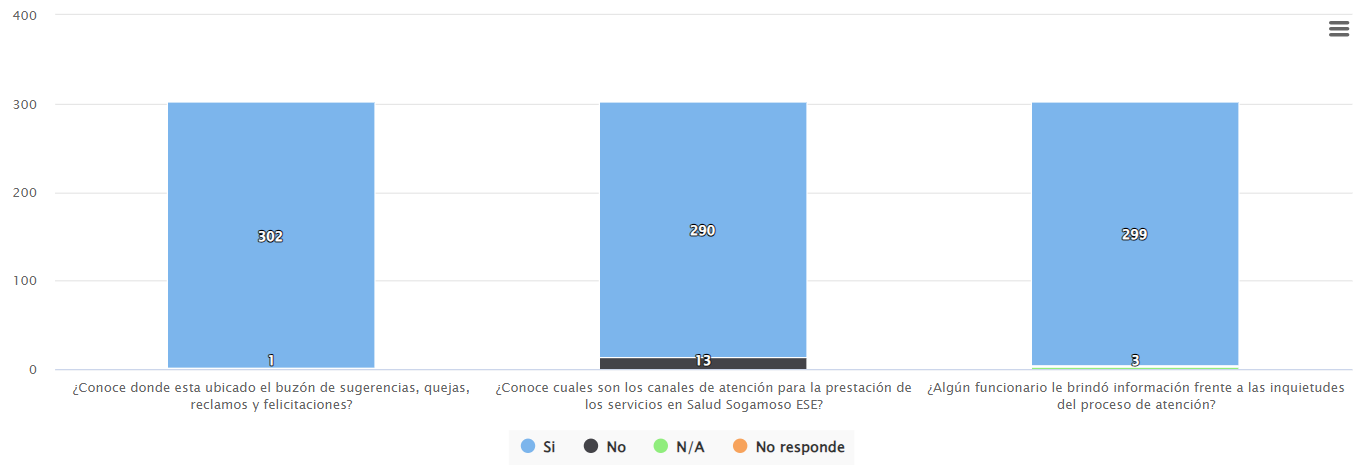 400
300
200
100
0
302
1
290
13
299
3
¿Conoce donde esta ubicado el buzón de sugerencias, quejas,
reclamos y felicitaciones?
¿Conoce cuales son los canales de atención para la prestación de
los servicios en Salud Sogamoso ESE?
¿Algún funcionario le brindó información frente a las inquietudes
del proceso de atención?
Si No N/A No responde